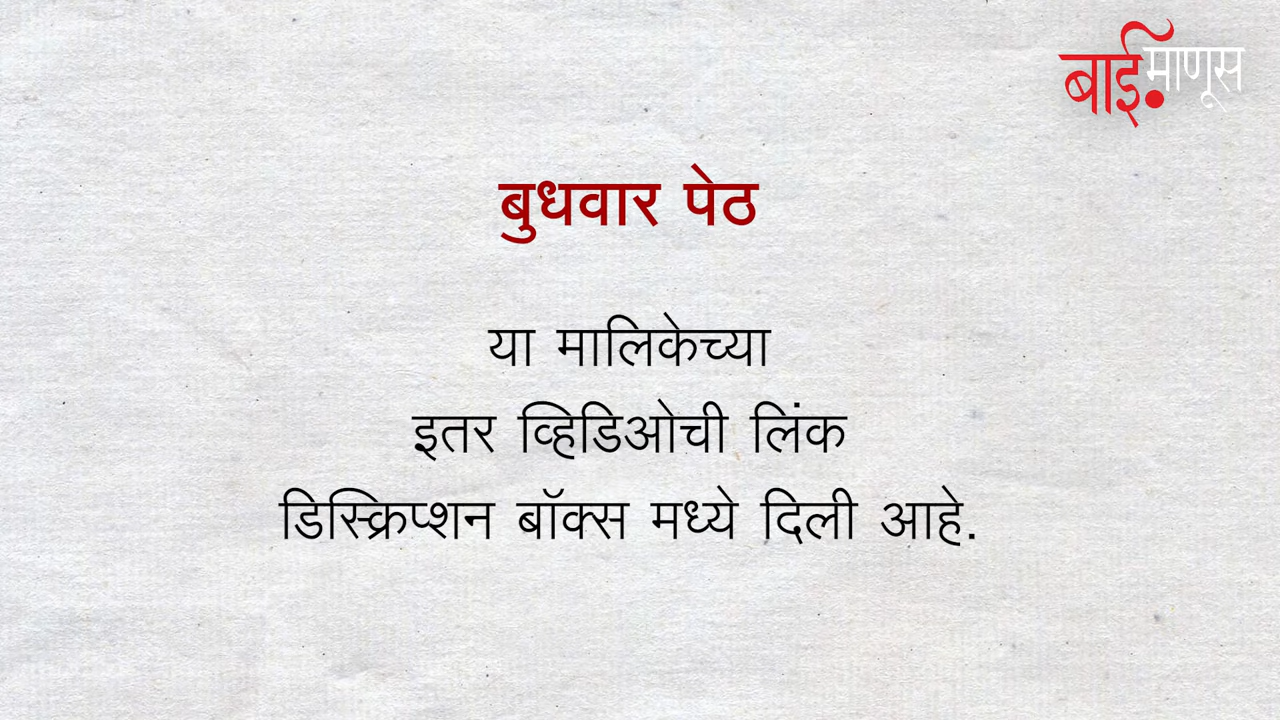 बाईमाणूस
बुधवार पेठ
या मालिकेच्या
इतर व्हिडिओची लिंक
डिस्क्रिप्शन बॉक्स मध्ये दिली आहे.